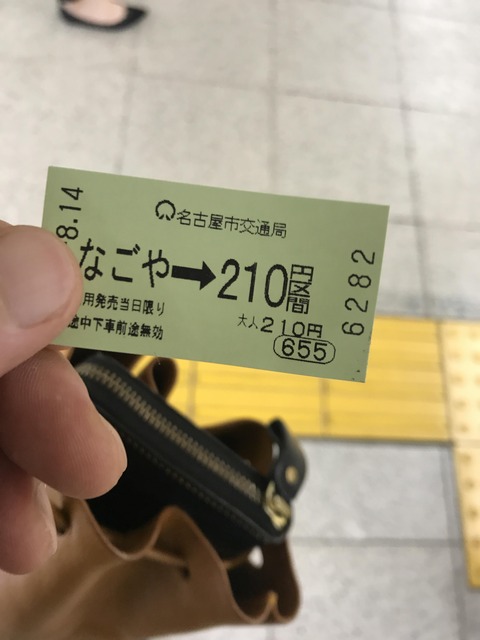 8.14
名古屋市交通局
なごや→210円区間
用発売当日限り
大人210円
途中下車前途無効
655
6282